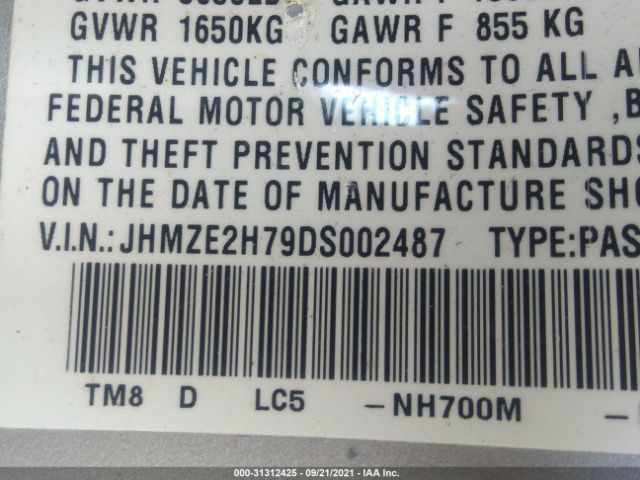 GVWR 1650KG GAWR F 855 KG
THIS VEHICLE CONFORMS TO ALL
FEDERAL MOTOR VEHICLE SAFETY ,B
AND THEFT PREVENTION STANDARDS
ON THE DATE OF MANUFACTURE SHO
V.I.N.: JHMZE2H79DS002487 TYPE:PAS
TM8 D LC5 -NH700M -
000-31312425 - 09/21/2021 - IAA Inc.